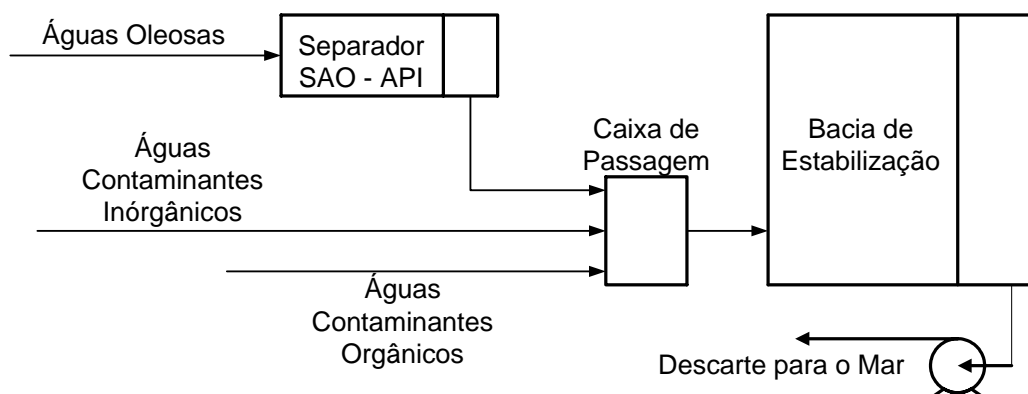 Águas Oleosas
Separador
SAO - API
Águas
Contaminantes
Inórgânicos
Águas
Contaminantes
Orgânicos
Caixa de
Passagem
Bacia de
Estabilização
Descarte para o Mar